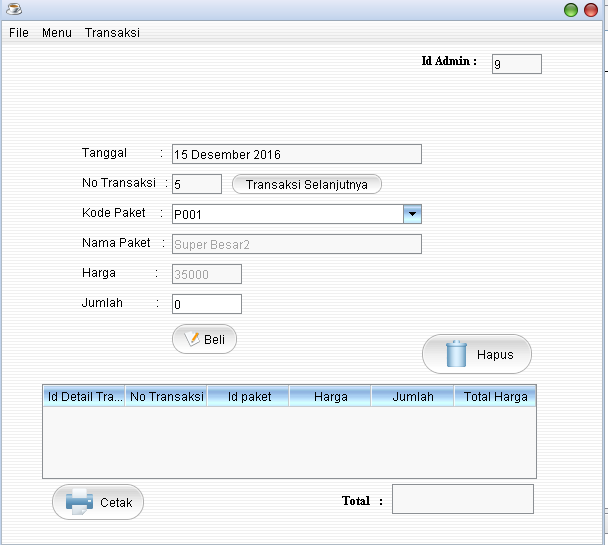 File Menu Transaksi
Id Admin : 9
Tanggal : 15 Desember 2016
No Transaksi : 5 Transaksi Selanjutnya
Kode Paket : P001
Nama Paket : Super Besar2
Harga : 35000
Jumlah : 0
Beli
Hapus
Id Detail Tra... No Transaksi Id paket Harga Jumlah Total Harga
Cetak Total :